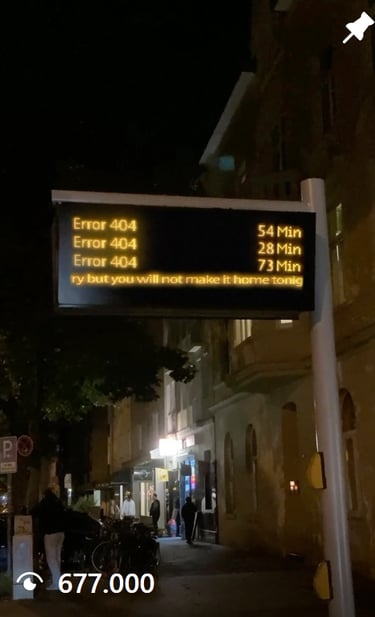 Error 404 54 Min
Error 404 28 Min
Error 404 73 Min
ry but you will not make it home tonig
P
677.000